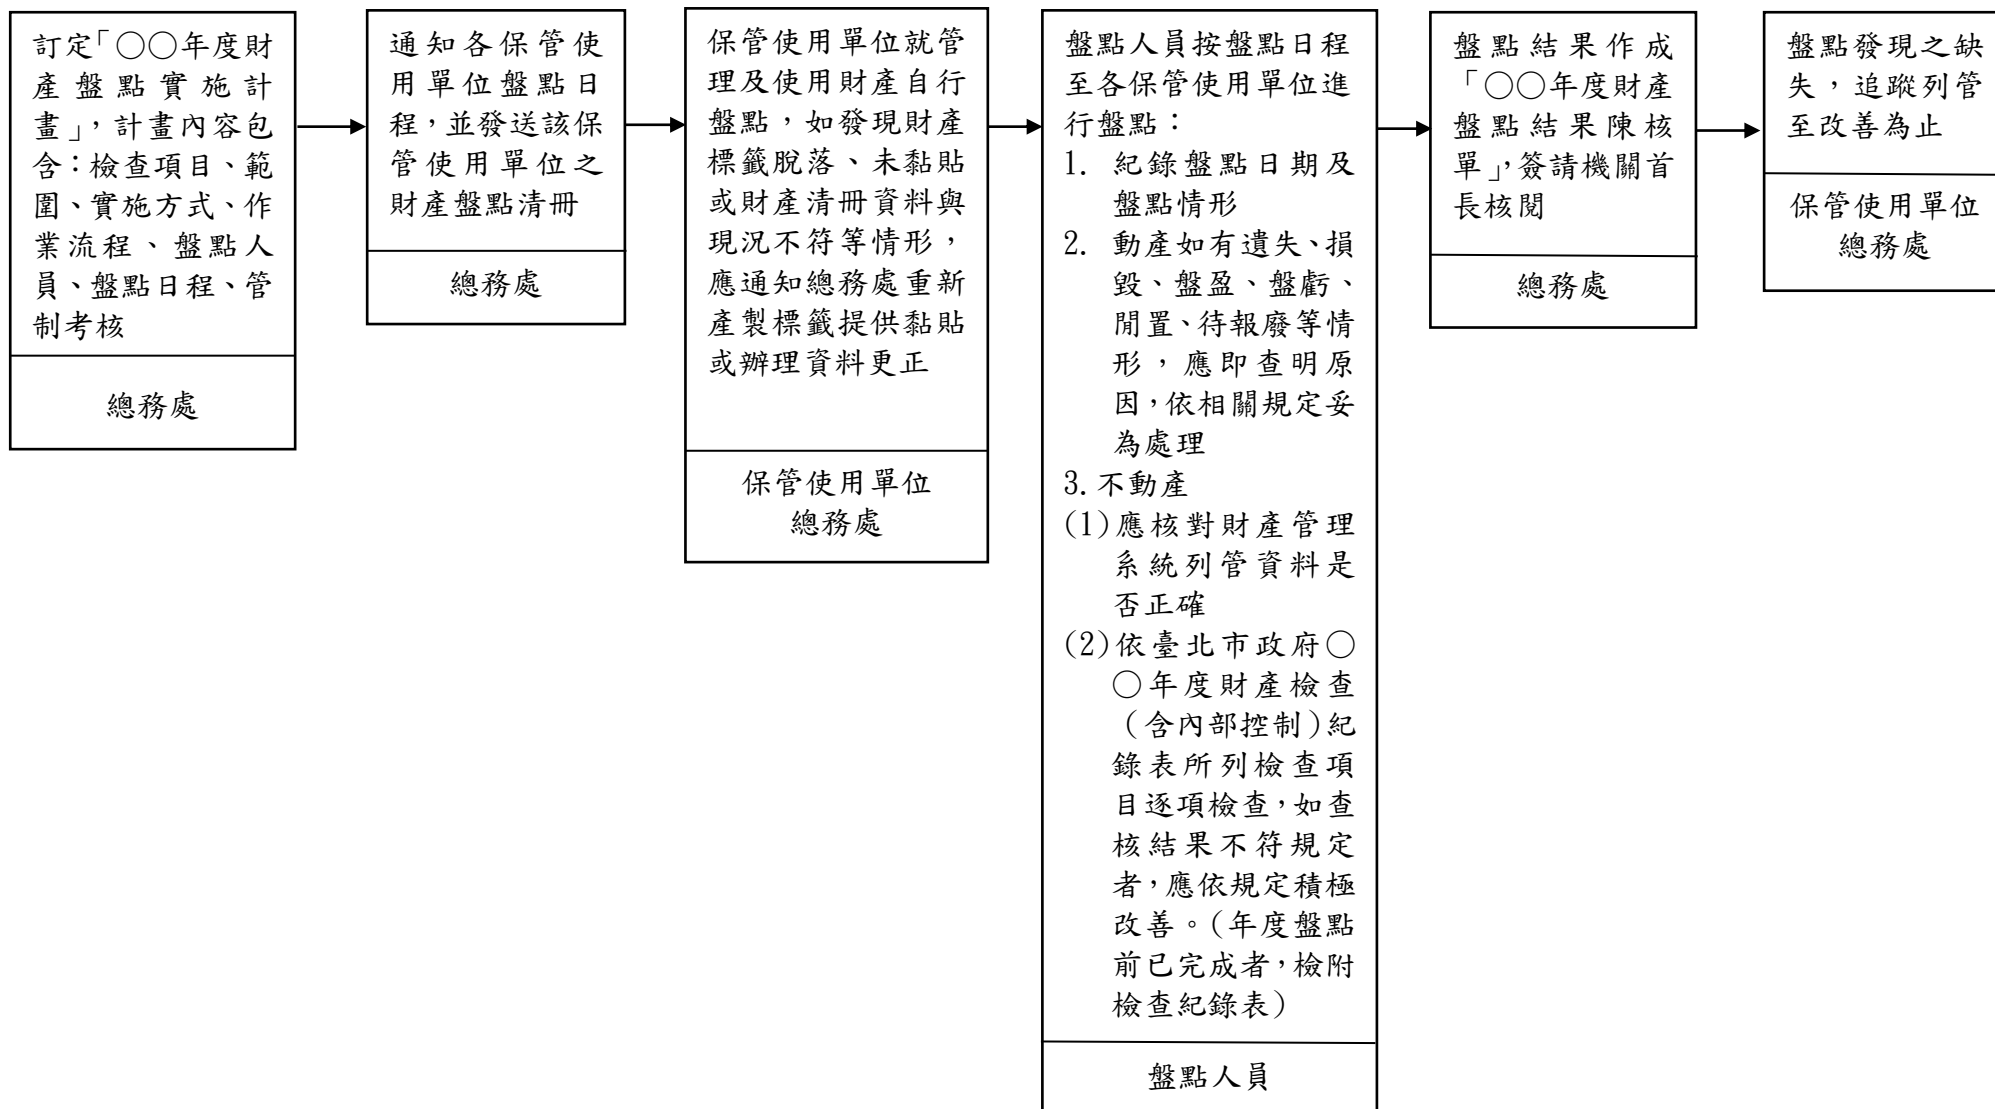 訂定「○○年度財
產盤點實施計
畫」，計畫內容包
含：檢查項目、範
圍、實施方式、作
業流程、盤點人
員、盤點日程、管
制考核
總務處
通知各保管使
用單位盤點日
程，並發送該保
管使用單位之
財產盤點清冊
總務處
保管使用單位就管
理及使用財產自行
盤點，如發現財產
標籤脫落、未黏貼
或財產清冊資料與
現況不符等情形，
應通知總務處重新
產製標籤提供黏貼
或辦理資料更正
保管使用單位
總務處
盤點人員按盤點日程
至各保管使用單位進
行盤點：
1. 紀錄盤點日期及
盤點情形
2. 動產如有遺失、損
毀、盤盈、盤虧、
閒置、待報廢等情
形，應即查明原
因，依相關規定妥
為處理
3.不動產
(1)應核對財產管理
系統列管資料是
否正確
(2)依臺北市政府○
○年度財產檢查
（含內部控制）紀
錄表所列檢查項
目逐項檢查，如查
核結果不符規定
者，應依規定積極
改善。（年度盤點
前已完成者，檢附
檢查紀錄表）
盤點人員
盤點結果作成
「○○年度財產
盤點結果陳核
單」，簽請機關首
長核閱
總務處
盤點發現之缺
失，追蹤列管
至改善為止
保管使用單位
總務處